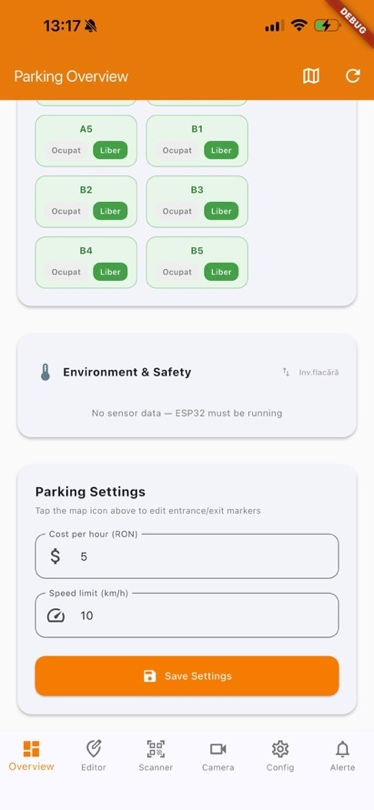 13:17
DEBUG
Parking Overview
A5 B1
Ocupat Liber Ocupat Liber
B2 B3
Ocupat Liber Ocupat Liber
B4 B5
Ocupat Liber Ocupat Liber
Environment & Safety Inv.flacără
No sensor data — ESP32 must be running
Parking Settings
Tap the map icon above to edit entrance/exit markers
Cost per hour (RON)
$ 5
Speed limit (km/h)
10
Save Settings
Overview Editor Scanner Camera Config Alerte